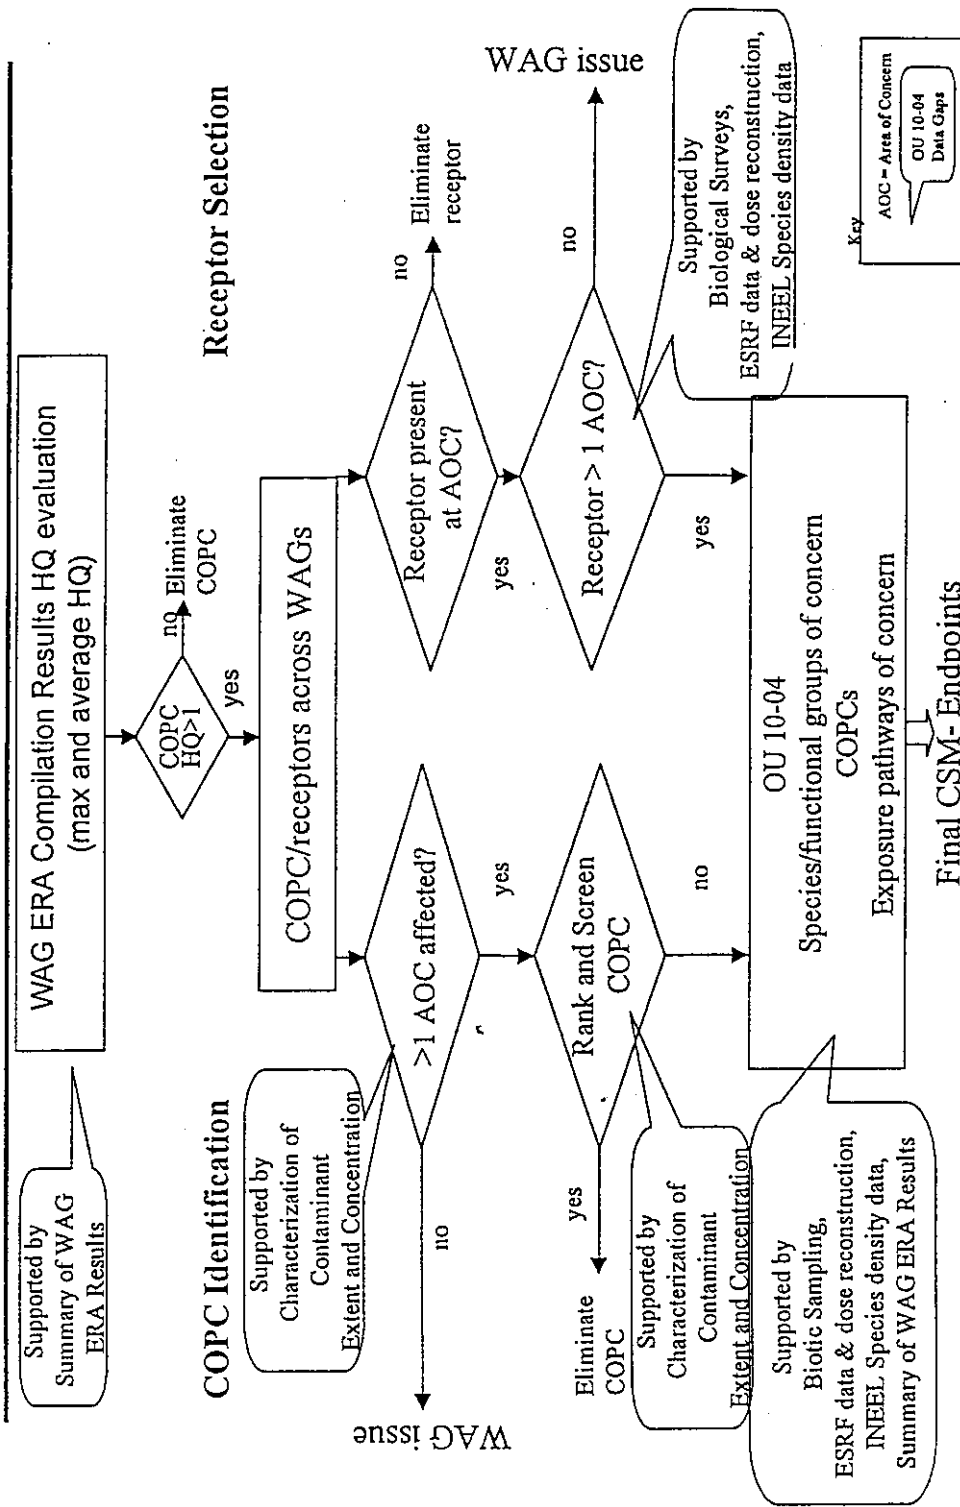 WAG ERA Compilation Results HQ evaluation
(max and average HQ)
Supported by
Summary of WAG
ERA Results
COPC
HQ>1
no
Eliminate
COPC
yes
COPC Identification
Receptor Selection
COPC/receptors across WAGs
Supported by
Characterization of
Contaminant
Extent and Concentration
>1 AOC affected?
no
WAG issue
yes
Receptor present
at AOC?
no
Eliminate
receptor
yes
Rank and Screen
COPC
yes
Eliminate
COPC
no
Supported by
Characterization of
Contaminant
Extent and Concentration
Receptor > 1 AOC?
no
WAG issue
yes
Supported by
Biological Surveys,
ESRF data & dose reconstruction,
INEEL Species density data
OU 10-04
Species/functional groups of concern
COPCs
Exposure pathways of concern
Supported by
Biotic Sampling,
ESRF data & dose reconstruction,
INEEL Species density data,
Summary of WAG ERA Results
Final CSM- Endpoints
Key
AOC = Area of Concern
OU 10-04
Data Gaps